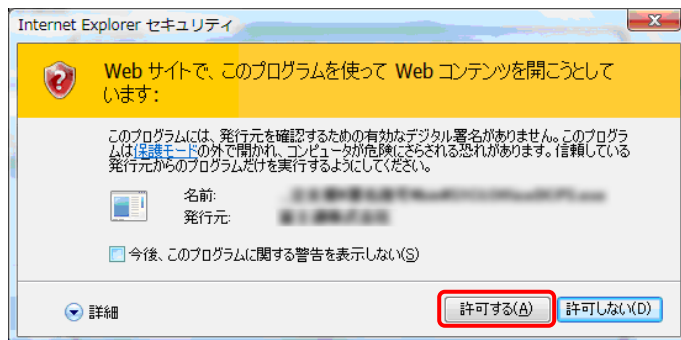 Internet Explorer セキュリティ
Web サイトで、このプログラムを使って Web コンテンツを開こうとして
います:
このプログラムには、発行元を確認するための有効なデジタル署名がありません。このプログラ
ムは保護モードの外で開かれ、コンピュータが危険にさらされる恐れがあります。信頼している
発行元からのプログラムだけを実行するようにしてください。
名前:
発行元:
今後、このプログラムに関する警告を表示しない(S)
詳細
許可する(A)
許可しない(D)